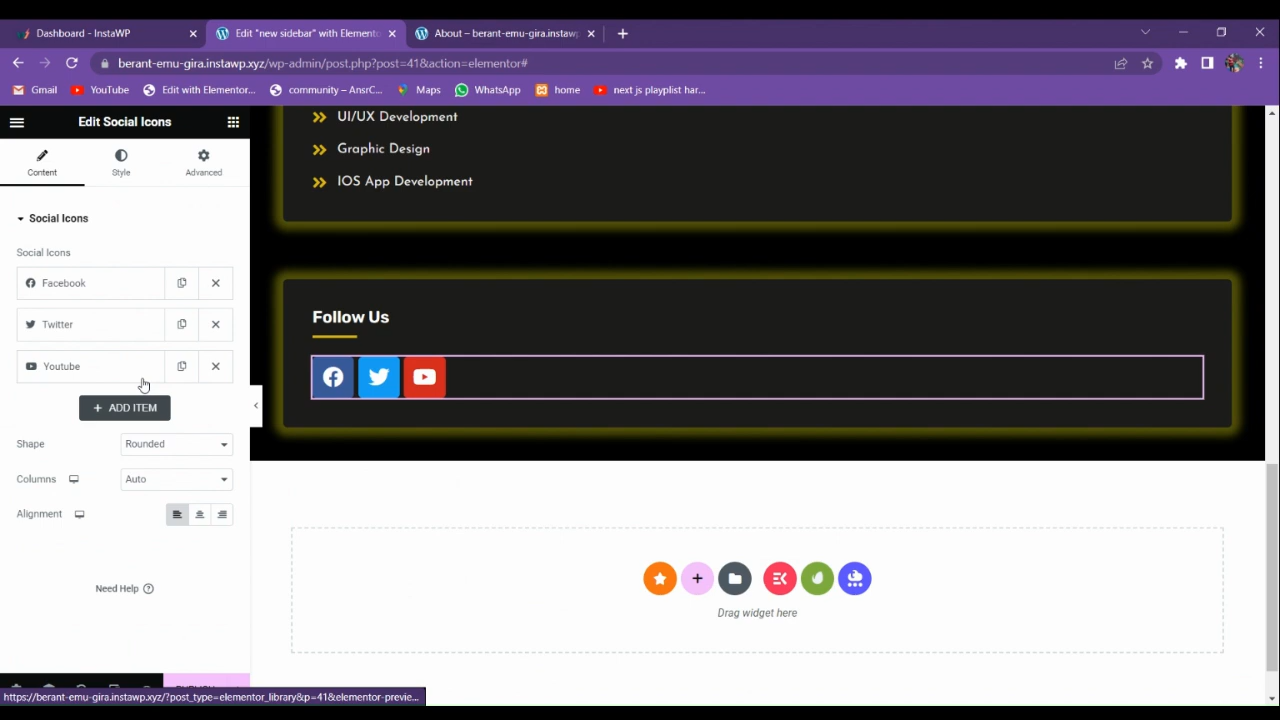 Dashboard - InstaWP
Edit "new sidebar" with Elemento
About – berant-emu-gira.instawp
berant-emu-gira.instawp.xyz/wp-admin/post.php?post=41&action=elementor#
Gmail
YouTube
Edit with Elementor...
community – AnsrC...
Maps
WhatsApp
home
next js playlist har...
Edit Social Icons
Content
Style
Advanced
Social Icons
Social Icons
Facebook
Twitter
Youtube
+ ADD ITEM
Shape
Rounded
Columns
Auto
Alignment
Need Help
UI/UX Development
Graphic Design
IOS App Development
Follow Us
Drag widget here
https://berant-emu-gira.instawp.xyz/?post_type=elementor_library&p=41&elementor-previe...